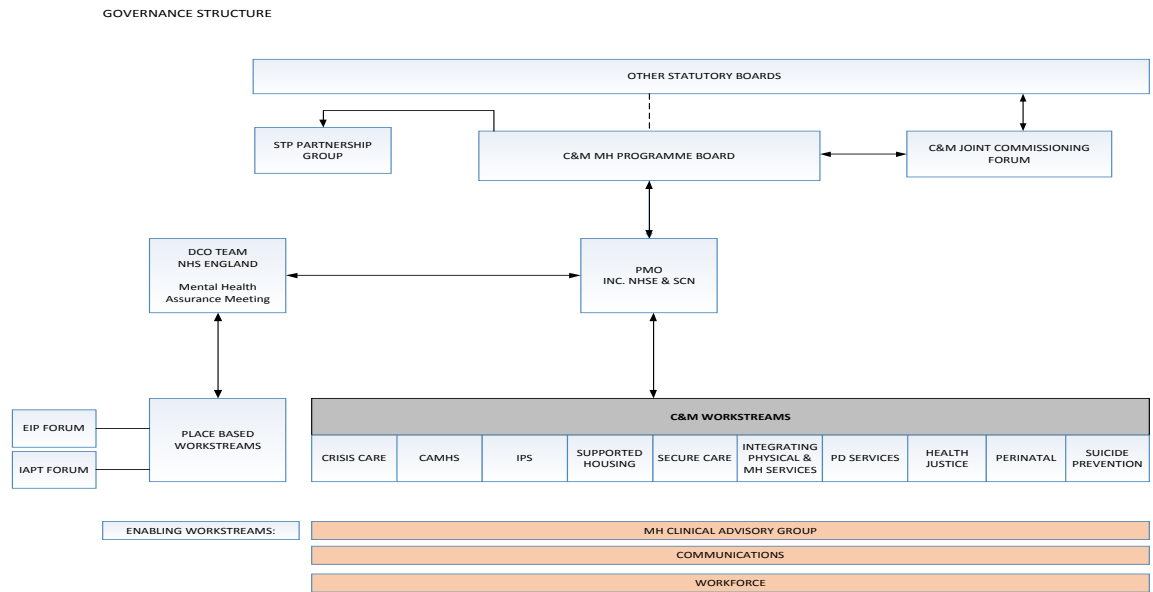 GOVERNANCE STRUCTURE
OTHER STATUTORY BOARDS
STP PARTNERSHIP
GROUP
C&M MH PROGRAMME BOARD
C&M JOINT COMMISSIONING
FORUM
DCO TEAM
NHS ENGLAND
Mental Health
Assurance Meeting
PMO
INC. NHSE & SCN
EIP FORUM
IAPT FORUM
PLACE BASED
WORKSTREAMS
C&M WORKSTREAMS
CRISIS CARE
CAMHS
IPS
SUPPORTED
HOUSING
SECURE CARE
INTEGRATING
PHYSICAL &
MH SERVICES
PD SERVICES
HEALTH
JUSTICE
PERINATAL
SUICIDE
PREVENTION
ENABLING WORKSTREAMS:
MH CLINICAL ADVISORY GROUP
COMMUNICATIONS
WORKFORCE